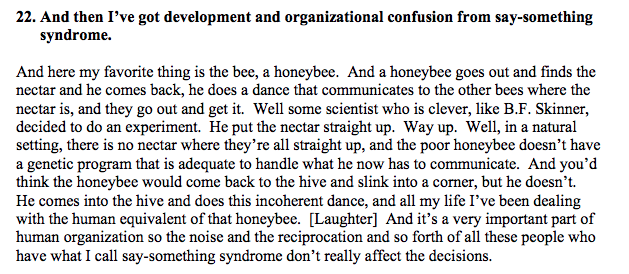 22. And then I've got development and organizational confusion from say-something
syndrome.
And here my favorite thing is the bee, a honeybee.  And a honeybee goes out and finds the
nectar and he comes back, he does a dance that communicates to the other bees where the
nectar is, and they go out and get it.  Well some scientist who is clever, like B.F. Skinner,
decided to do an experiment.  He put the nectar straight up.  Way up.  Well, in a natural
setting, there is no nectar where they're all straight up, and the poor honeybee doesn't have
a genetic program that is adequate to handle what he now has to communicate.  And you'd
think the honeybee would come back to the hive and slink into a corner, but he doesn't.
He comes into the hive and does this incoherent dance, and all my life I've been dealing
with the human equivalent of that honeybee.  [Laughter]  And it's a very important part of
human organization so the noise and the reciprocation and so forth of all these people who
have what I call say-something syndrome don't really affect the decisions.